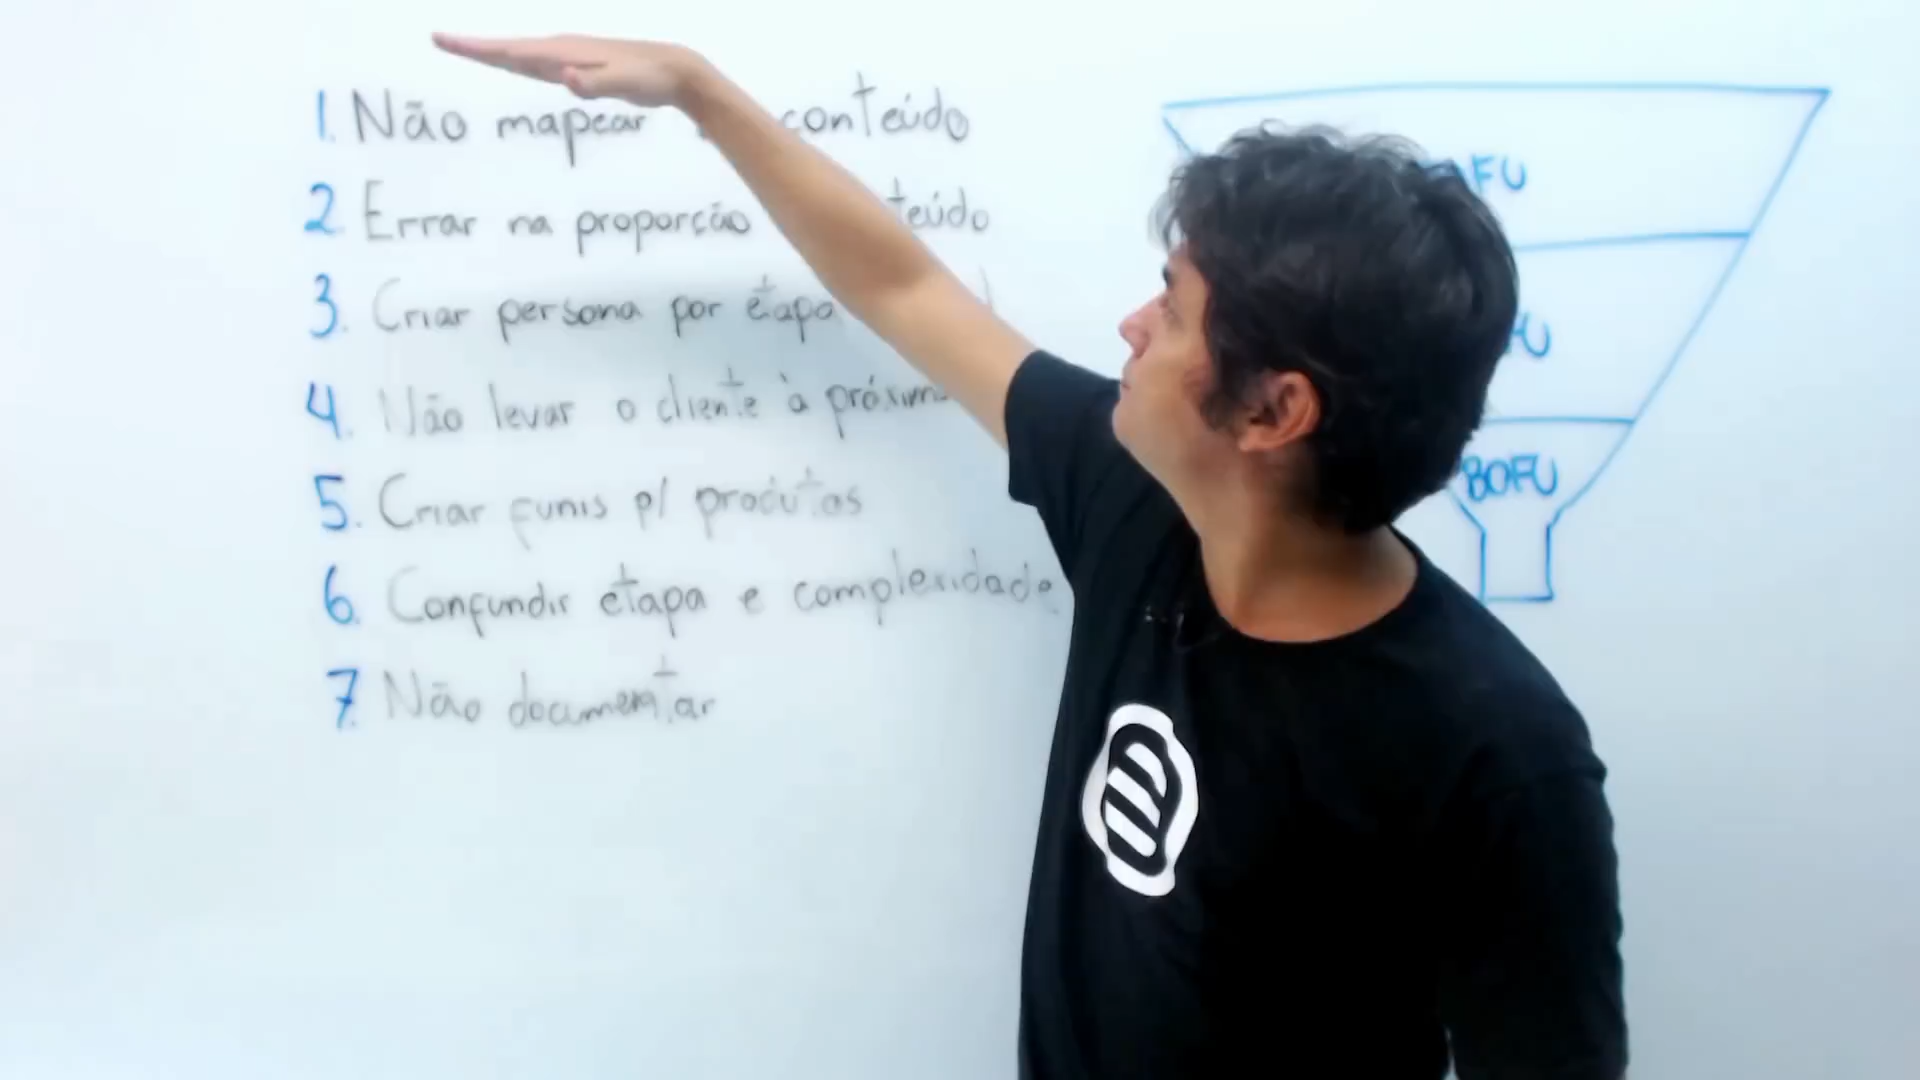 1. Não mapear conteúdo
2. Errar na proporção
3. Criar persona por etapa
4. Não levar o cliente à
5. Criar funis p/ produtos
6. Confundir etapa e complexidade
7. Não documentar
BOFU